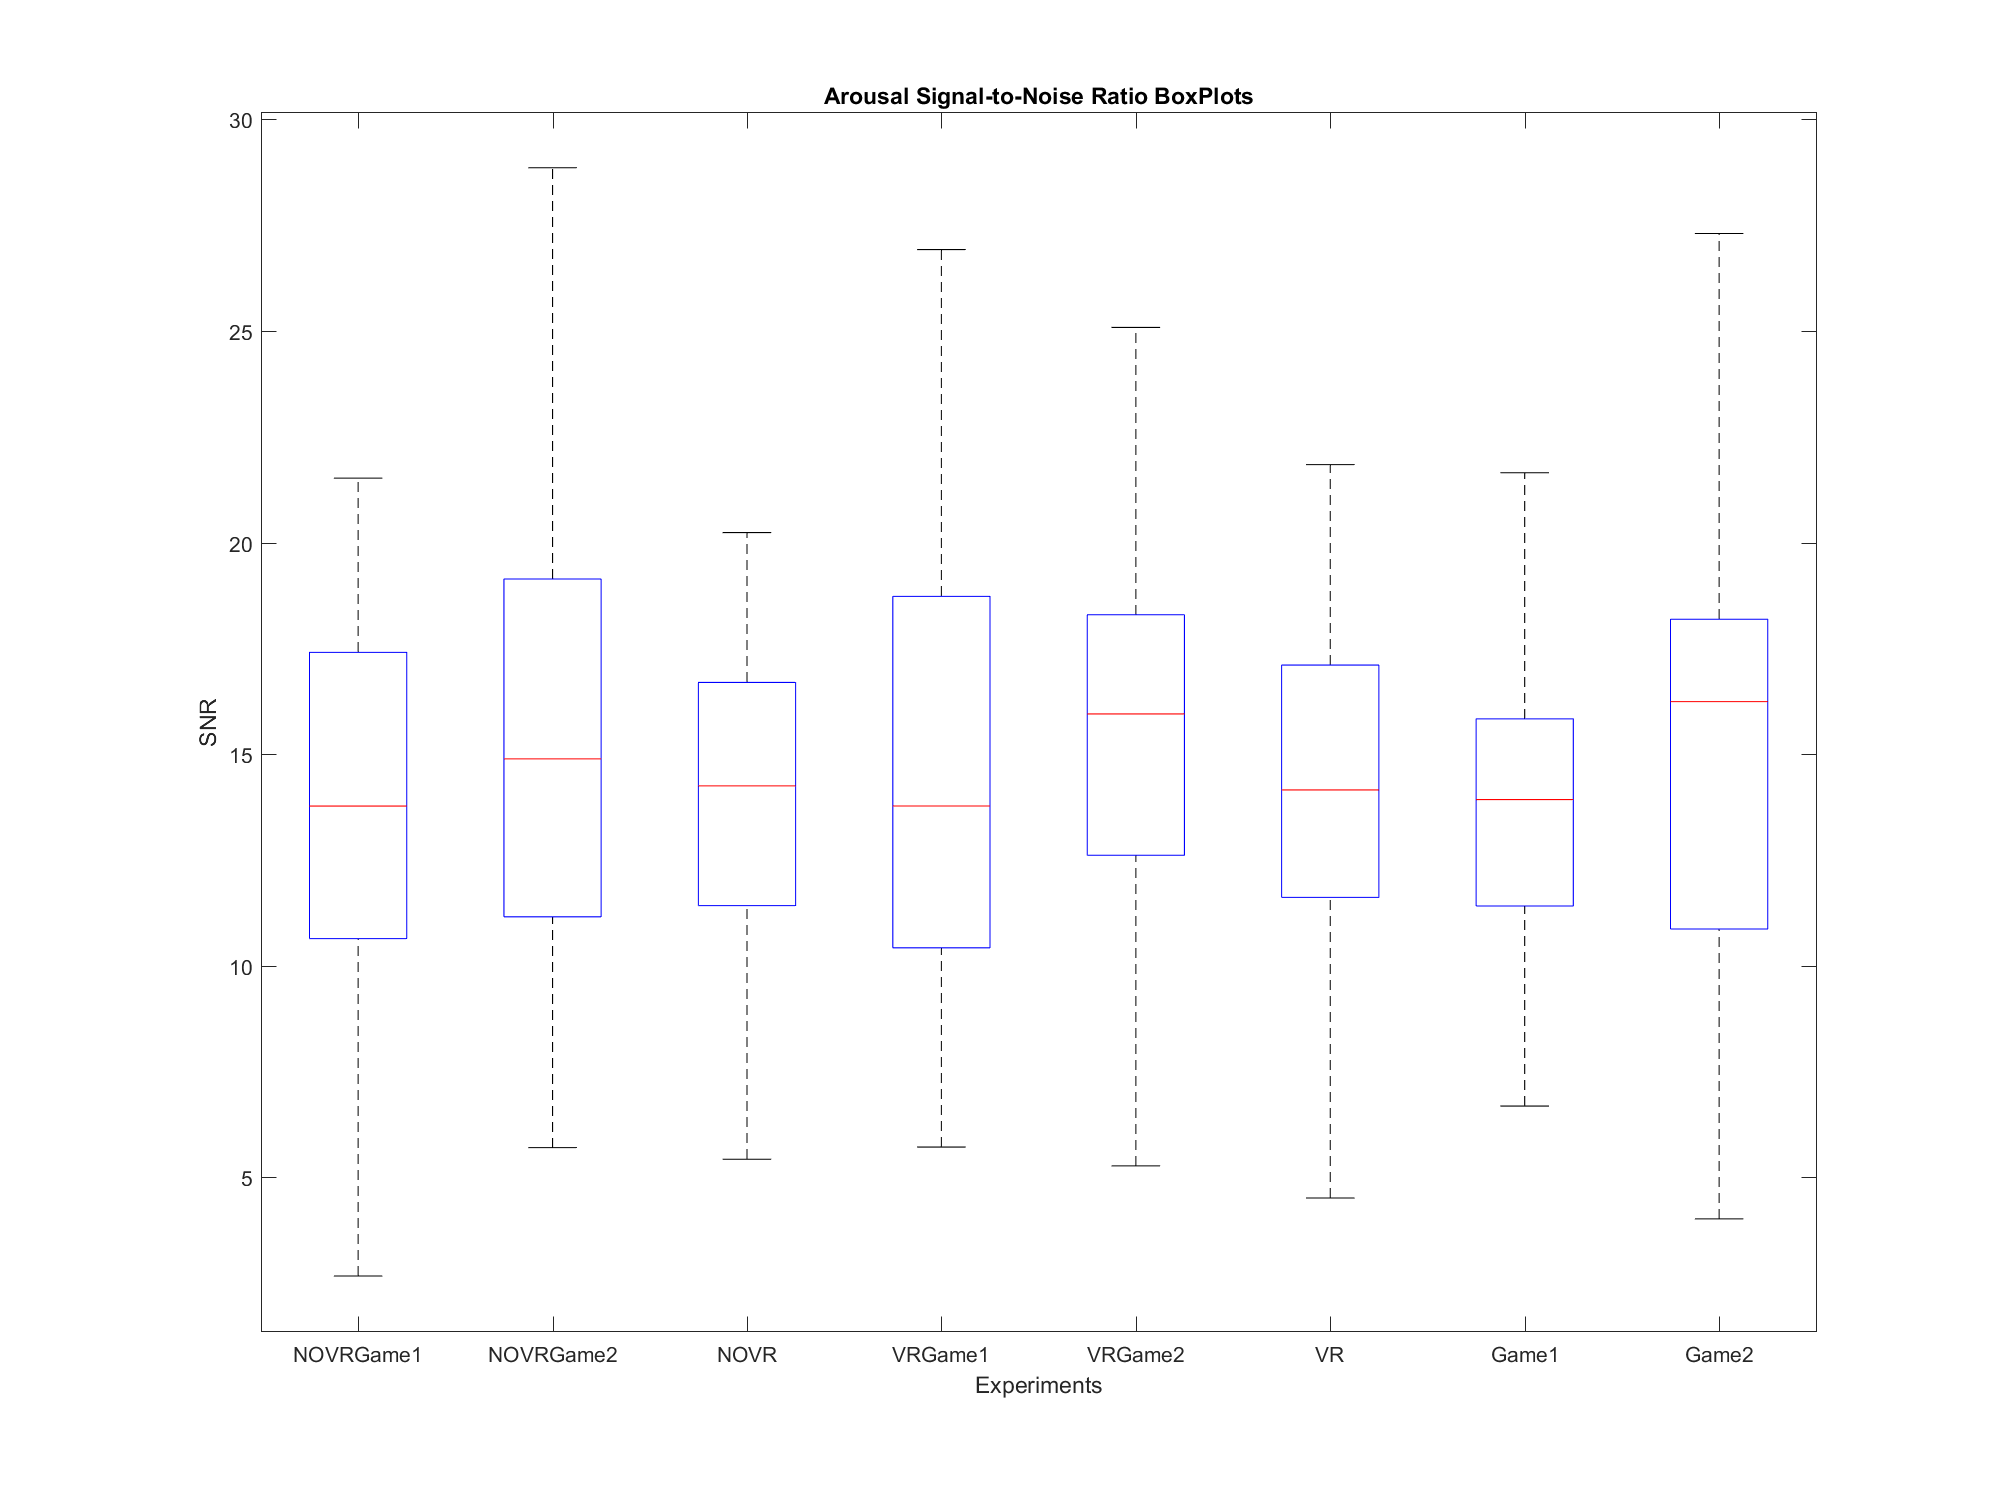 Arousal Signal-to-Noise Ratio BoxPlots
30
25
20
15
10
5
SNR
NOVRGame1 NOVRGame2 NOVR VRGame1 VRGame2 VR Game1 Game2
Experiments